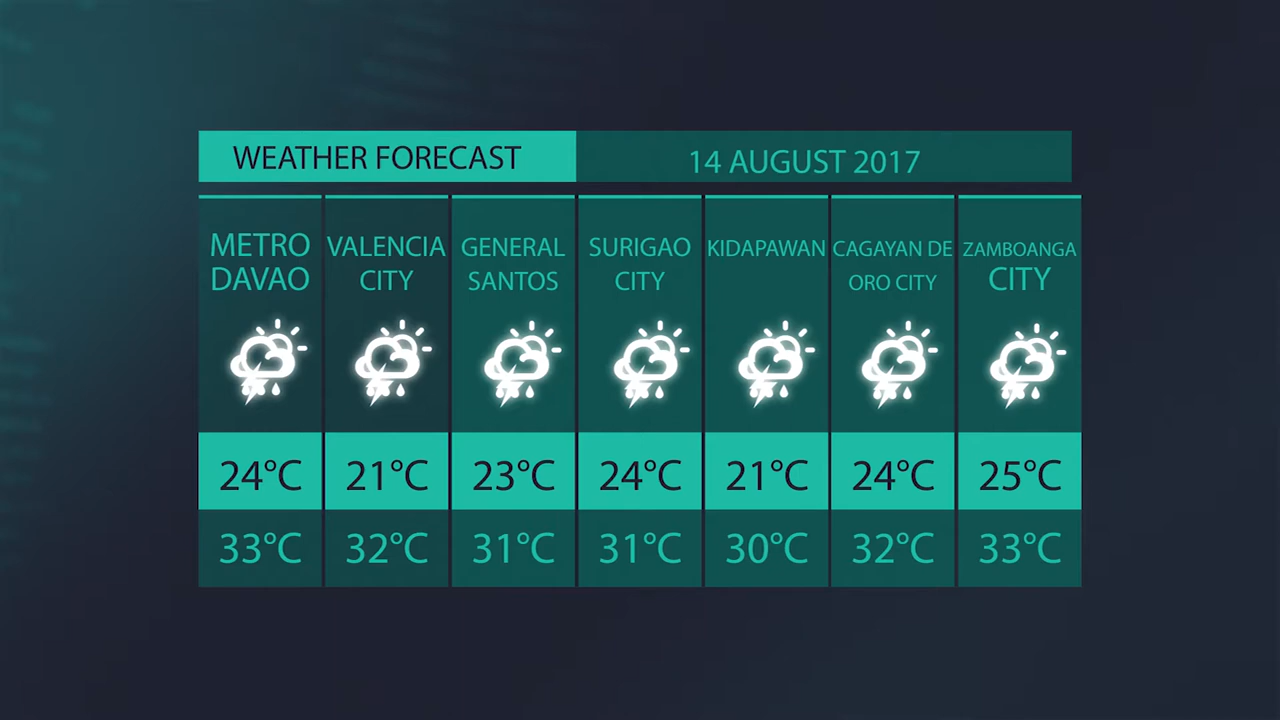 WEATHER FORECAST
14 AUGUST 2017
METRO
DAVAO
VALENCIA
CITY
GENERAL
SANTOS
SURIGAO
CITY
KIDAPAWAN
CAGAYAN DE
ORO CITY
ZAMBOANGA
CITY
24°C
21°C
23°C
24°C
21°C
24°C
25°C
33°C
32°C
31°C
31°C
30°C
32°C
33°C